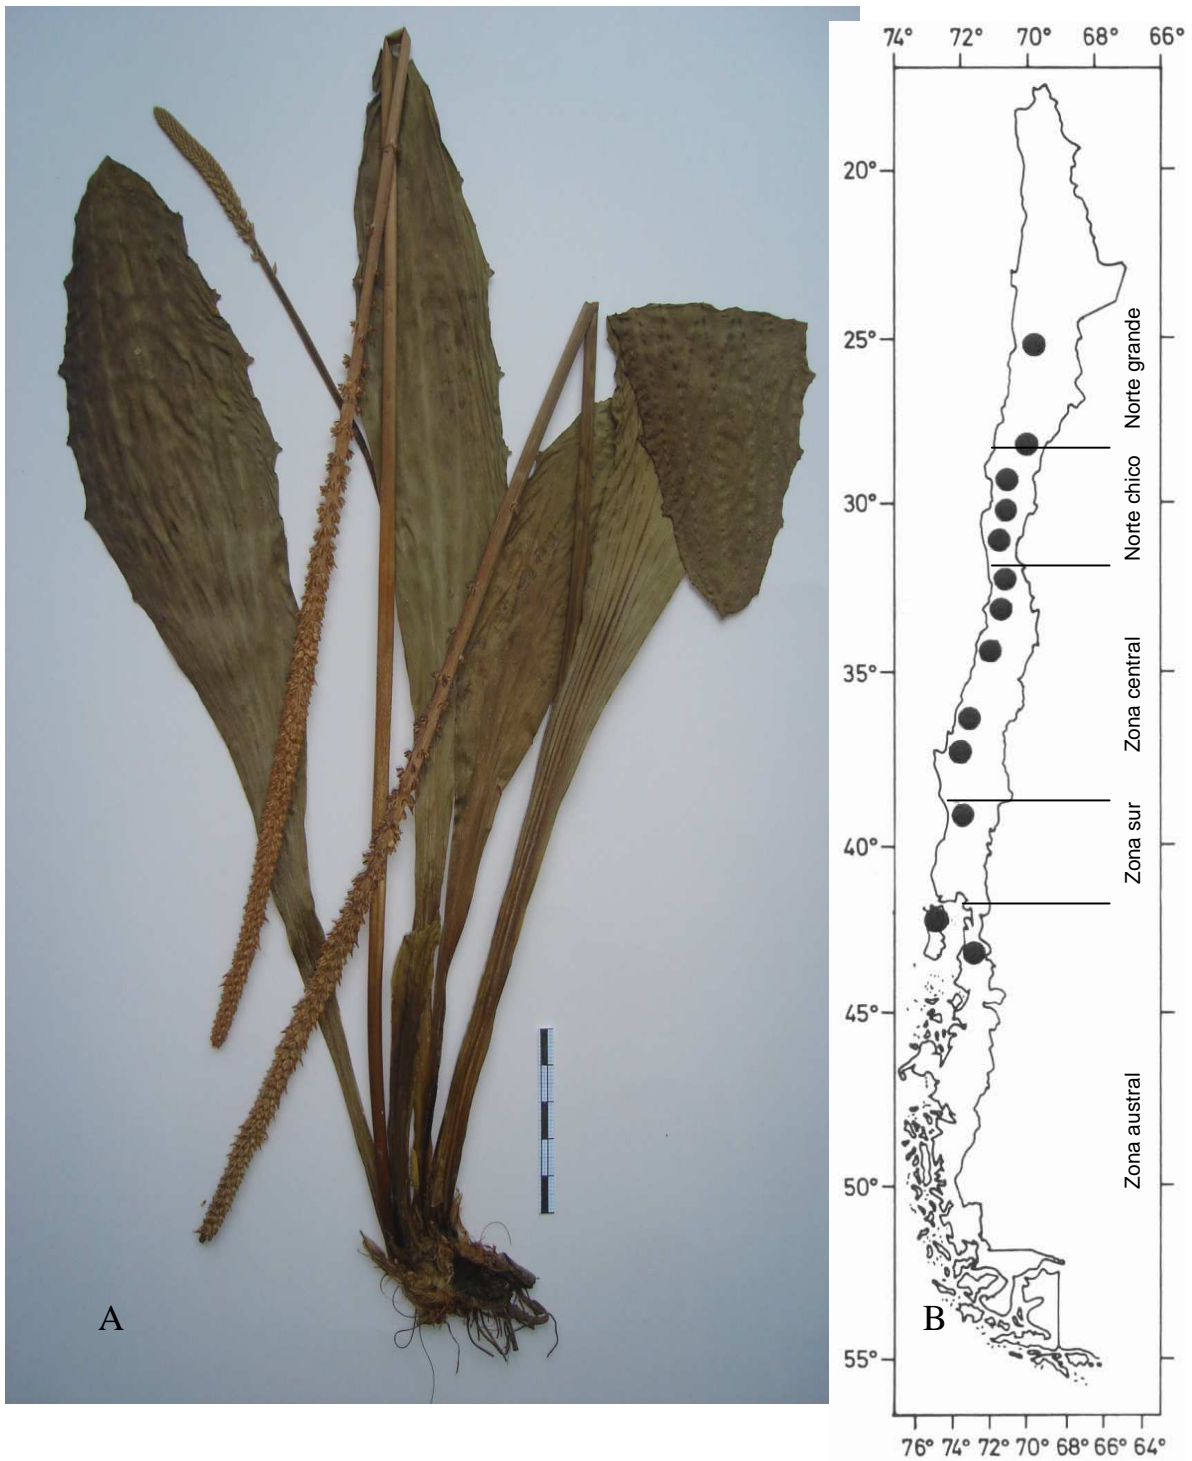 74° 72° 70° 68° 66°
20°
25°
30°
35°
40°
45°
50°
55°
Norte grande
Norte chico
Zona central
Zona sur
Zona austral
A
B
76° 74° 72° 70° 68° 66° 64°